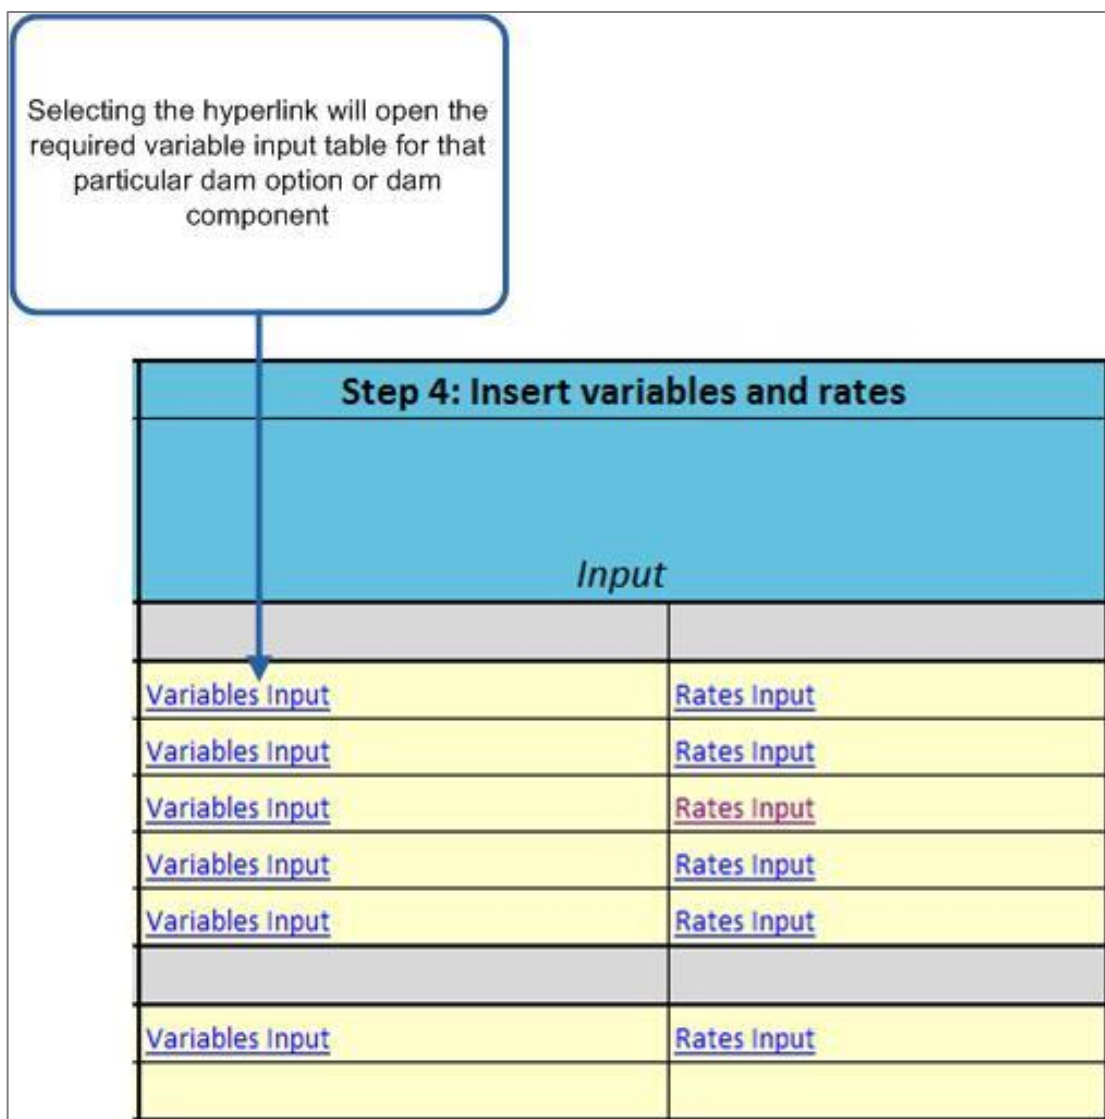 Selecting the hyperlink will open the
required variable input table for that
particular dam option or dam
component
Step 4: Insert variables and rates
Input
Variables Input Rates Input
Variables Input Rates Input
Variables Input Rates Input
Variables Input Rates Input
Variables Input Rates Input
Variables Input Rates Input